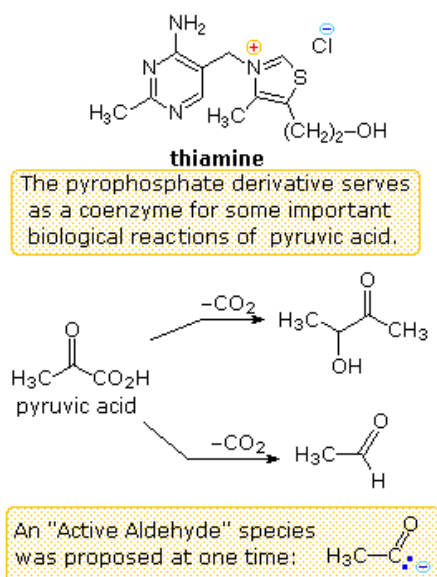 NH₂
N
N
H₃C
N
⊕
S
H₃C
(CH₂)₂–OH
Cl
⊖
thiamine
The pyrophosphate derivative serves
as a coenzyme for some important
biological reactions of pyruvic acid.
O
H₃C
CO₂H
pyruvic acid
–CO₂
O
H₃C
CH₃
OH
–CO₂
O
H₃C
H
An "Active Aldehyde" species
was proposed at one time:
O
H₃C–C:⊖